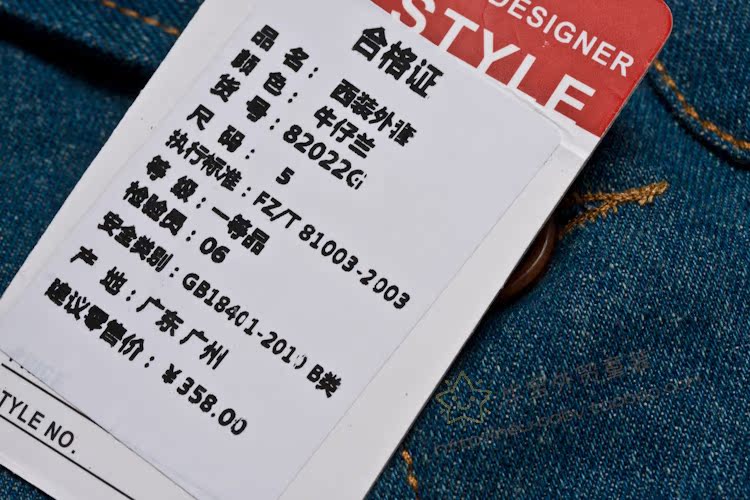 DESIGNER
STYLE
合格证
品 名： 西装外套
颜 色： 牛仔兰
货 号：82022G
尺 码： 5
执行标准：FZ/T 81003-2003
等 级：一等品
检验员：06
安全类别：GB18401-2010 B类
产 地：广东 广州
建议零售价：¥358.00
TYLE NO.